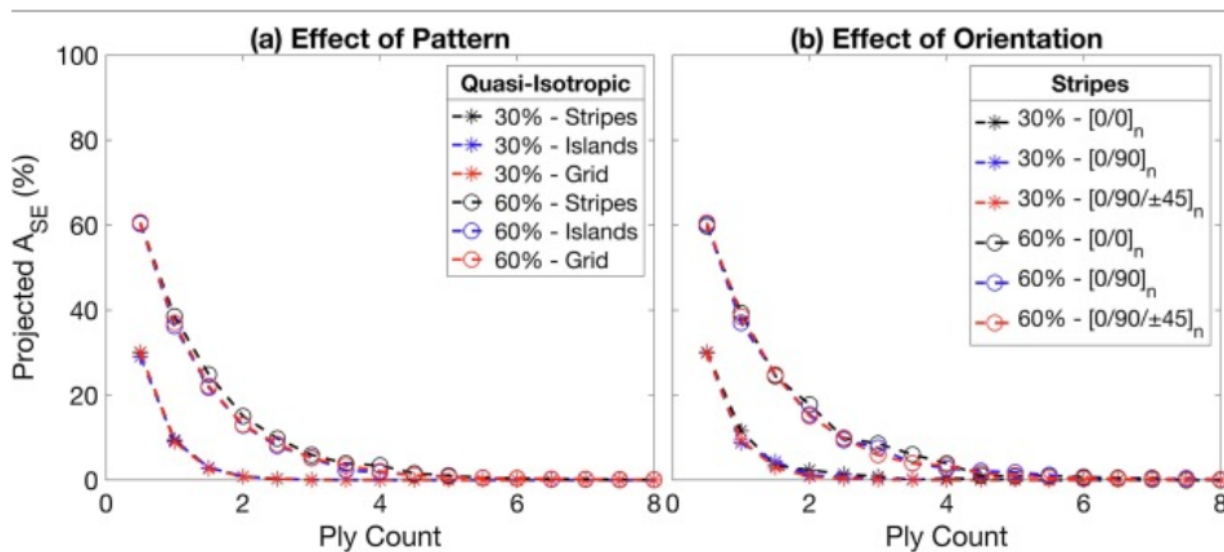 (a) Effect of Pattern
(b) Effect of Orientation
Projected A_SE (%)
100
80
60
40
20
0
0 2 4 6 8
Ply Count
Quasi-Isotropic
30% - Stripes
30% - Islands
30% - Grid
60% - Stripes
60% - Islands
60% - Grid
0 2 4 6 8
Ply Count
Stripes
30% - [0/0]n
30% - [0/90]n
30% - [0/90/±45]n
60% - [0/0]n
60% - [0/90]n
60% - [0/90/±45]n